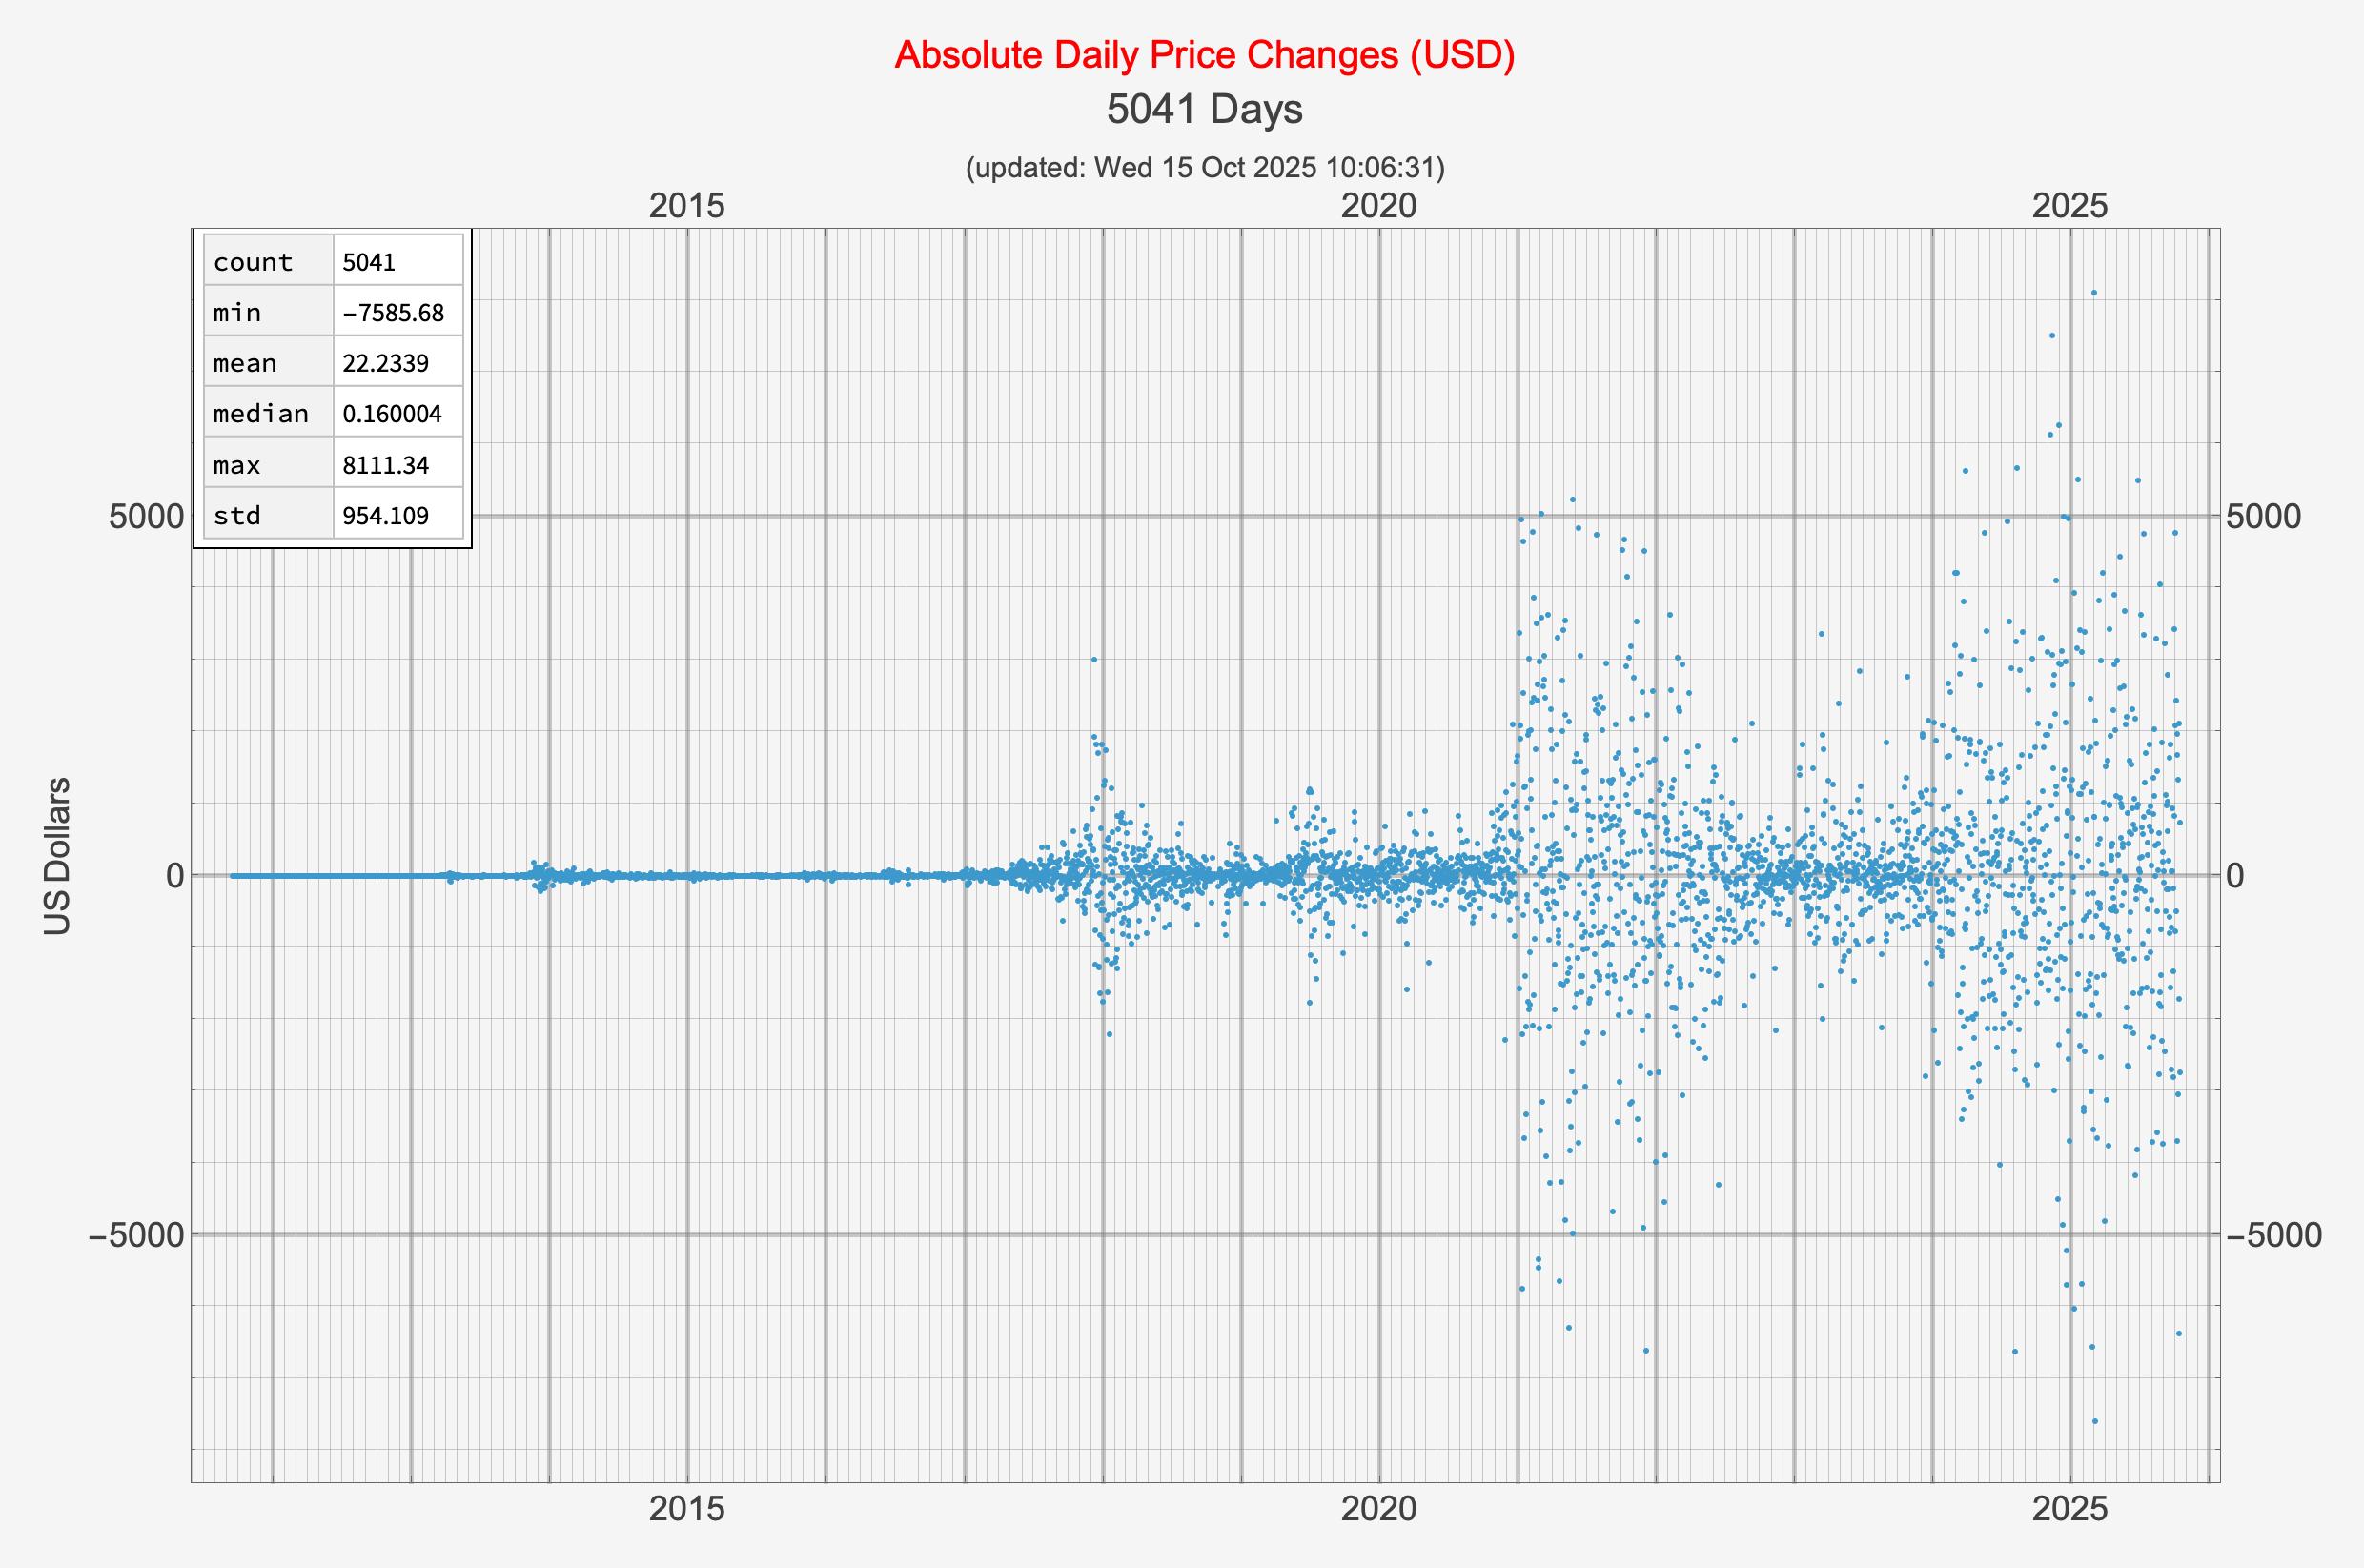 Absolute Daily Price Changes (USD)
5041 Days
(updated: Wed 15 Oct 2025 10:06:31)
2015 2020 2025
count 5041
min −7585.68
mean 22.2339
median 0.160004
max 8111.34
std 954.109
5000 5000
US Dollars
0 0
−5000 −5000
2015 2020 2025